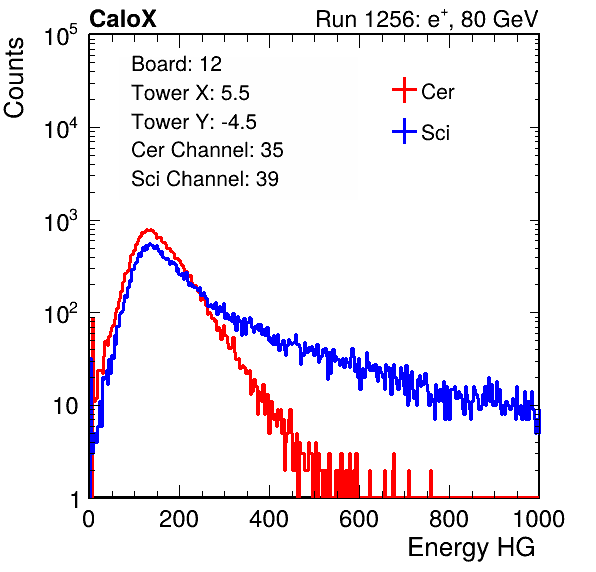 CaloX Run 1256: e⁺, 80 GeV
Counts
Board: 12
Tower X: 5.5
Tower Y: -4.5
Cer Channel: 35
Sci Channel: 39
Cer
Sci
10⁵
10⁴
10³
10²
10
1
0 200 400 600 800 1000
Energy HG